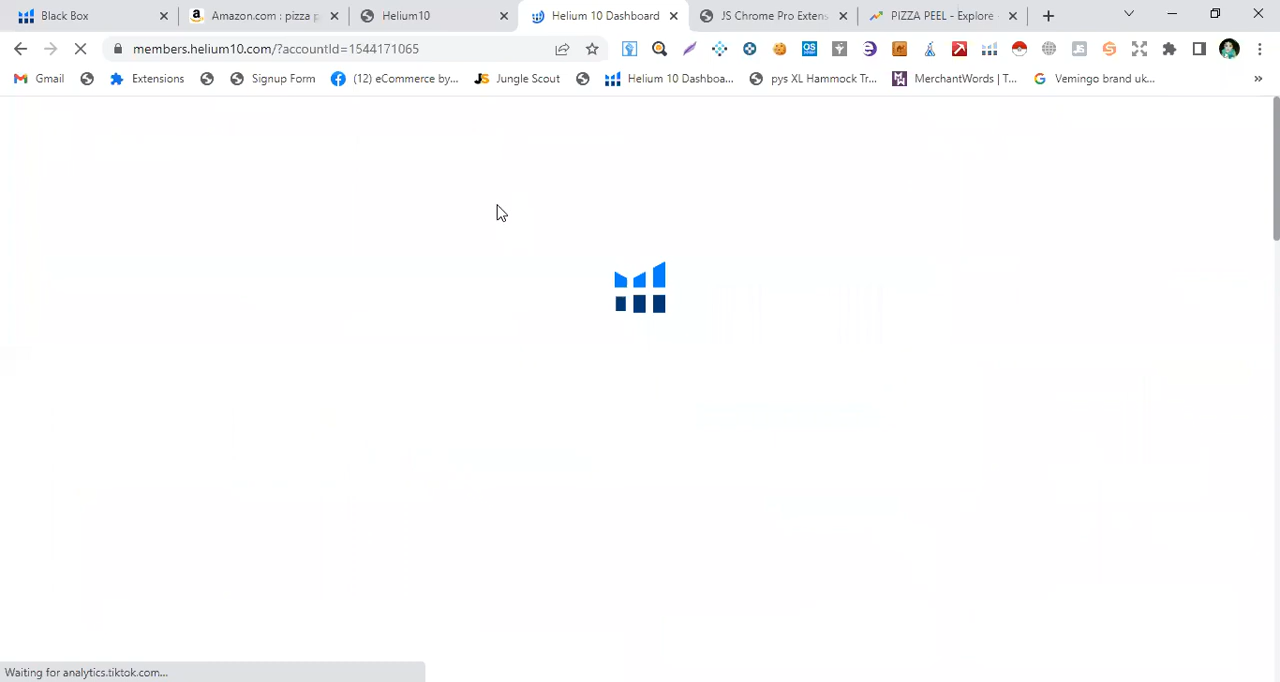 Black Box
Amazon.com : pizza p
Helium10
Helium 10 Dashboard
JS Chrome Pro Extens
PIZZA PEEL - Explore
members.helium10.com/?accountId=1544171065
Gmail
Extensions
Signup Form
(12) eCommerce by...
Jungle Scout
Helium 10 Dashboa...
pys XL Hammock Tr...
MerchantWords | T...
Vemingo brand uk...
Waiting for analytics.tiktok.com...